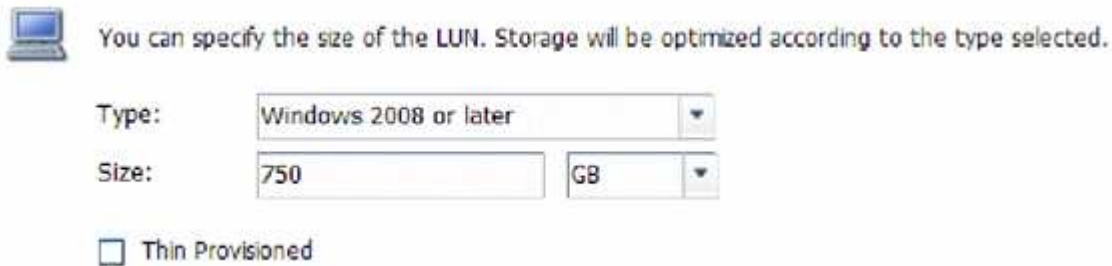 You can specify the size of the LUN. Storage will be optimized according to the type selected.
Type: Windows 2008 or later
Size: 750 GB
Thin Provisioned